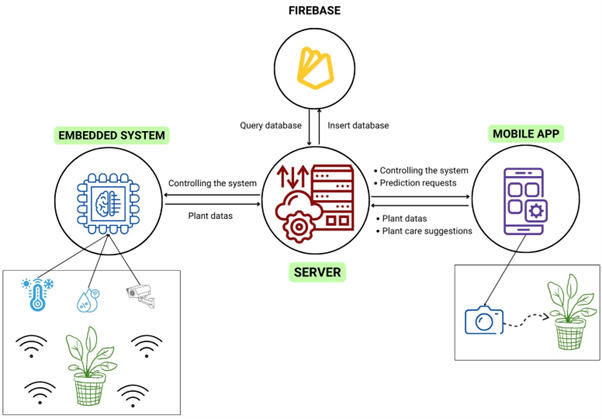 FIREBASE
Query database
Insert database
EMBEDDED SYSTEM
MOBILE APP
Controlling the system
Plant datas
• Controlling the system
• Prediction requests
• Plant datas
• Plant care suggestions
SERVER